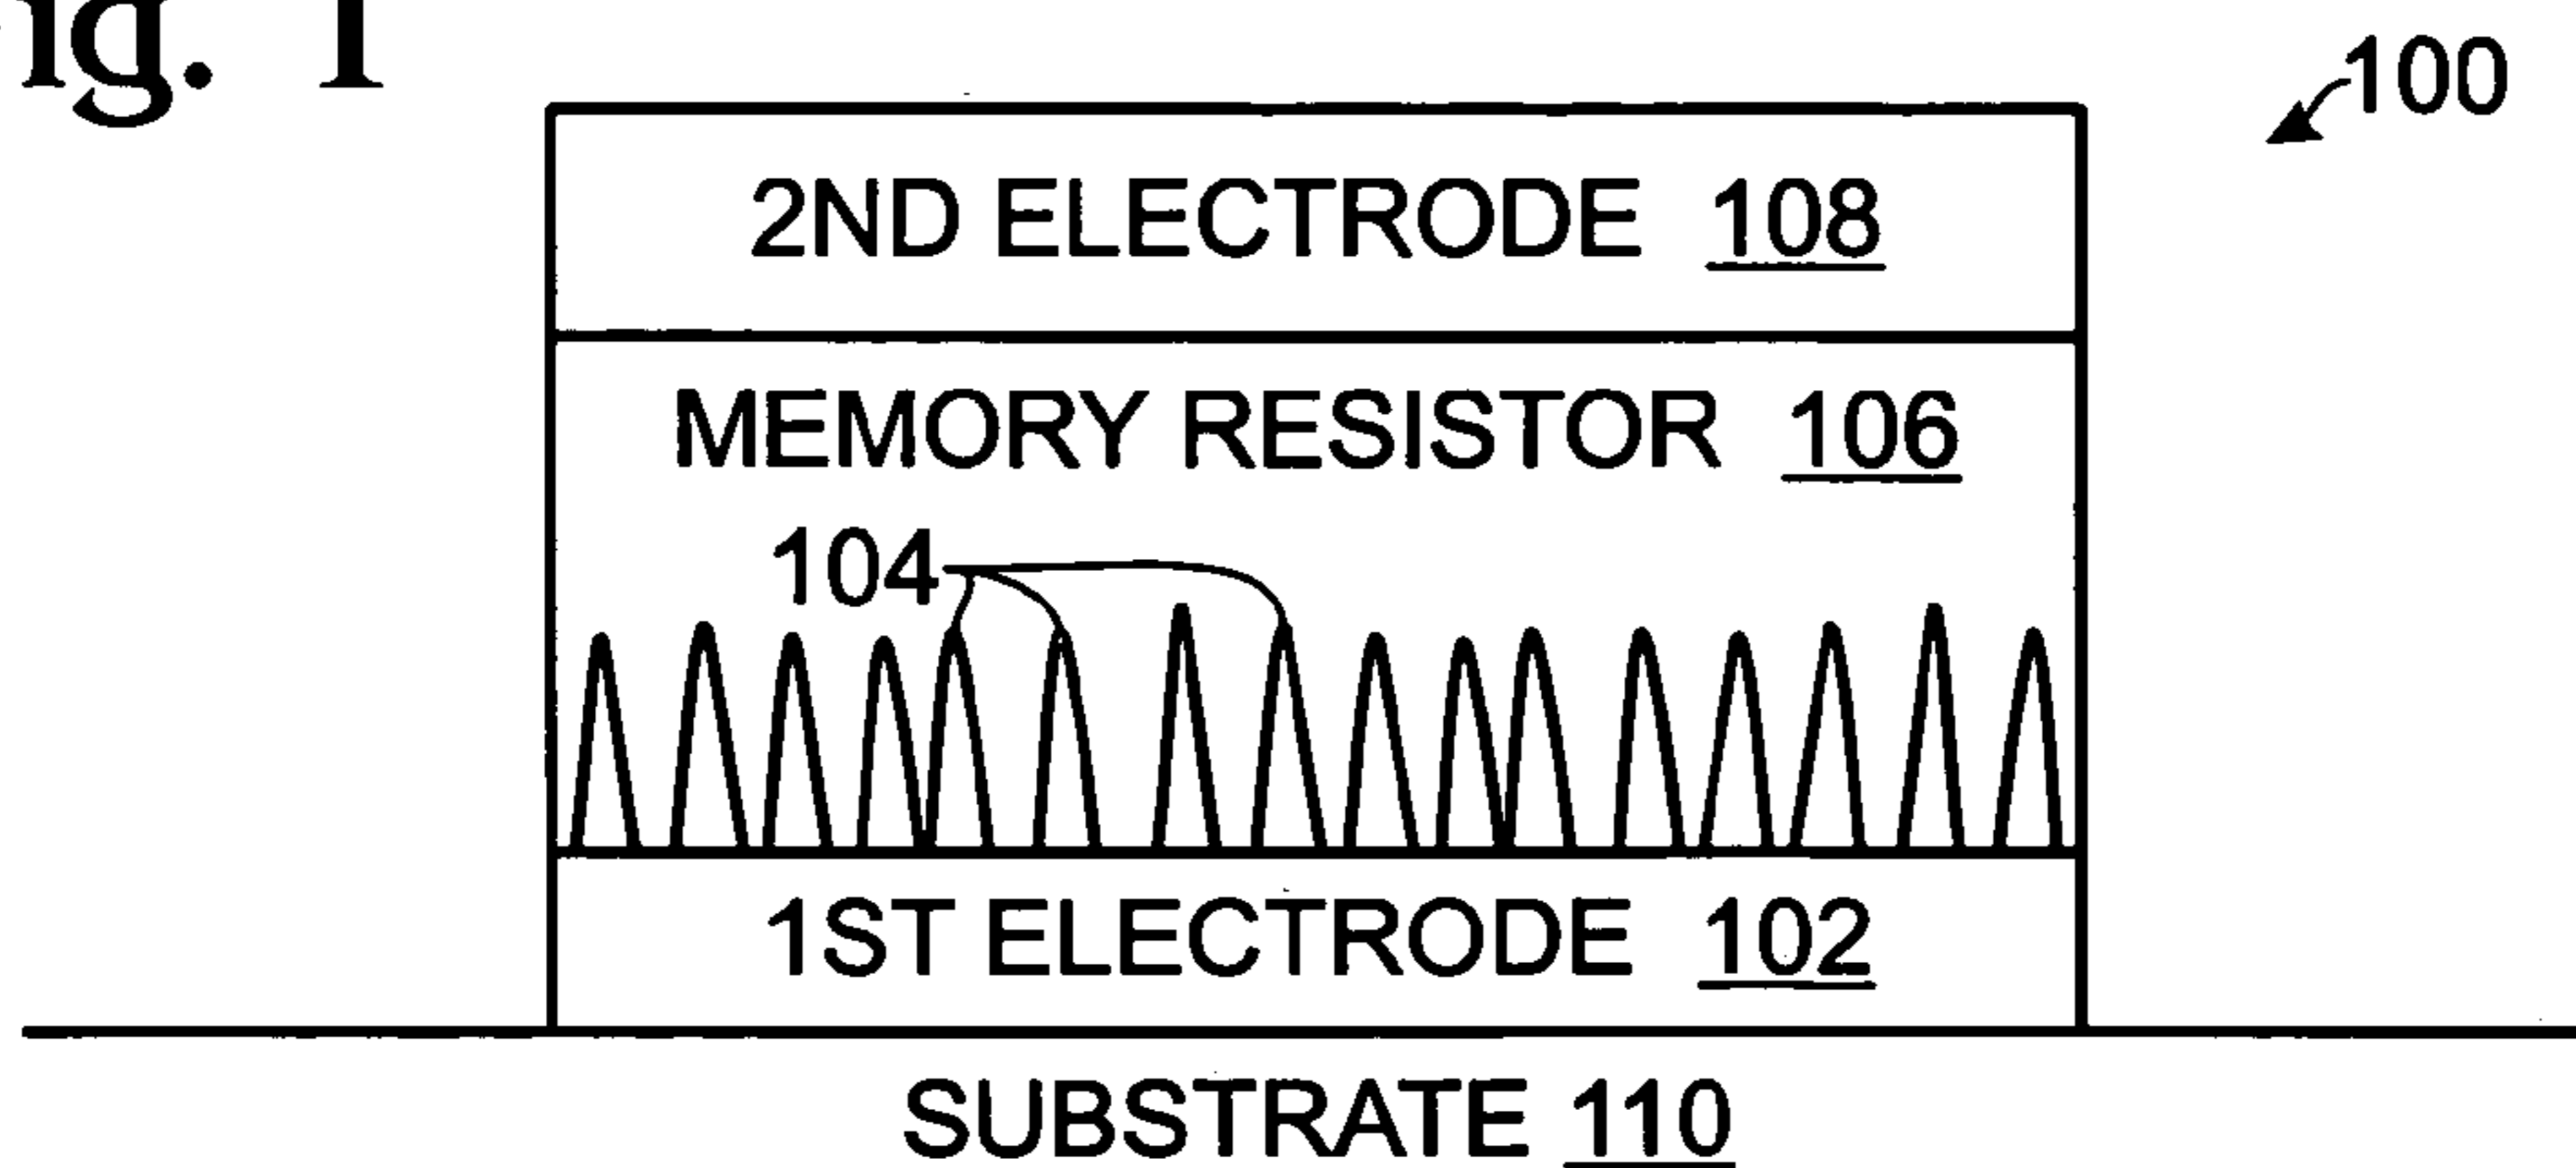 ig. 1
100
2ND ELECTRODE 108
MEMORY RESISTOR 106
104
1ST ELECTRODE 102
SUBSTRATE 110